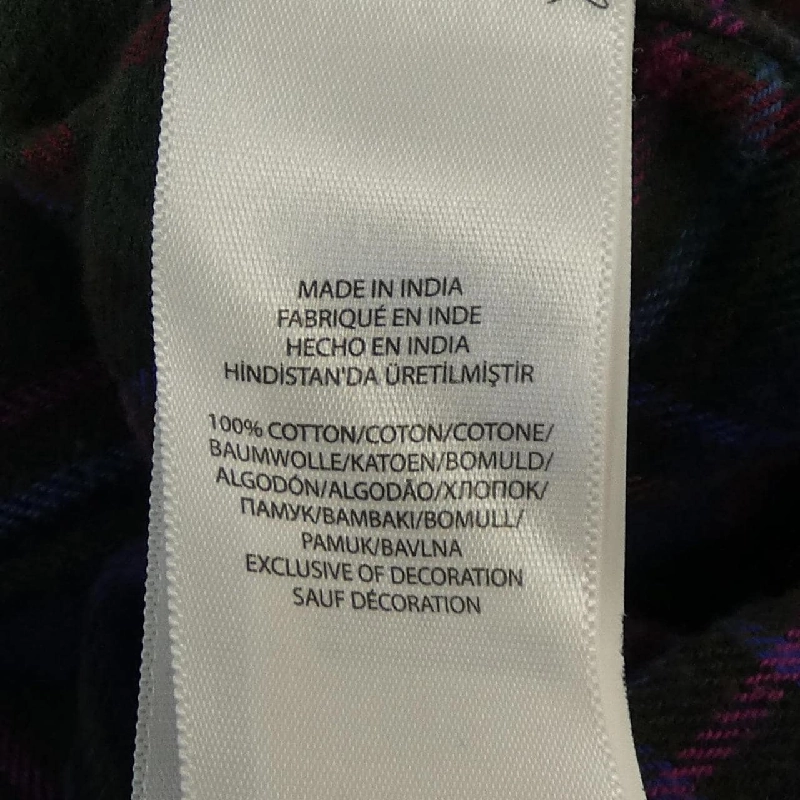 MADE IN INDIA
FABRIQUÉ EN INDE
HECHO EN INDIA
HİNDİSTAN'DA ÜRETİLMİŞTİR
100% COTTON/COTON/COTONE/
BAUMWOLLE/KATOEN/BOMULD/
ALGODÓN/ALGODÃO/ХЛОПОК/
ПАМУК/BAMBAKI/BOMULL/
PAMUK/BAVLNA
EXCLUSIVE OF DECORATION
SAUF DÉCORATION